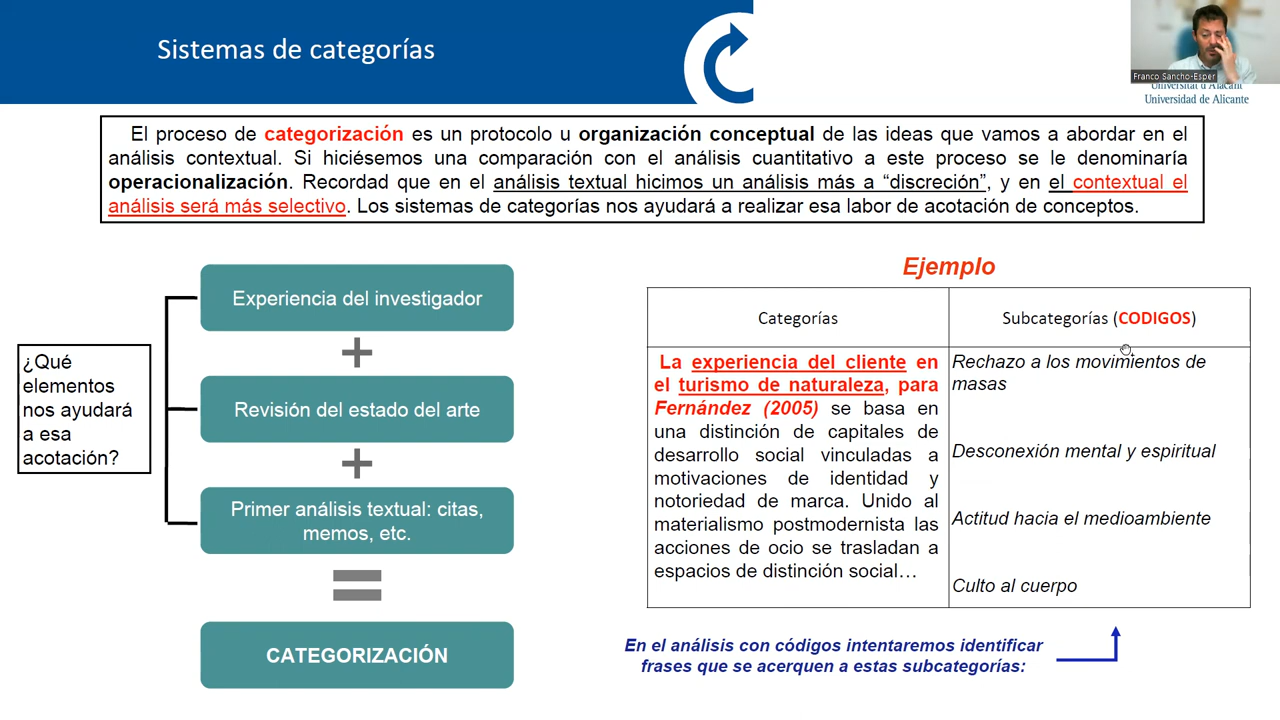 Sistemas de categorías
Franco Sancho-Esper
Universitat d'Alacant
Universidad de Alicante
El proceso de categorización es un protocolo u organización conceptual de las ideas que vamos a abordar en el
análisis contextual. Si hiciésemos una comparación con el análisis cuantitativo a este proceso se le denominaría
operacionalización. Recordad que en el análisis textual hicimos un análisis más a “discreción”, y en el contextual el
análisis será más selectivo. Los sistemas de categorías nos ayudará a realizar esa labor de acotación de conceptos.
¿Qué
elementos
nos ayudará
a esa
acotación?
Experiencia del investigador
+
Revisión del estado del arte
+
Primer análisis textual: citas,
memos, etc.
=
CATEGORIZACIÓN
Ejemplo
Categorías
Subcategorías (CODIGOS)
La experiencia del cliente en
el turismo de naturaleza, para
Fernández (2005) se basa en
una distinción de capitales de
desarrollo social vinculadas a
motivaciones de identidad y
notoriedad de marca. Unido al
materialismo postmodernista las
acciones de ocio se trasladan a
espacios de distinción social…
Rechazo a los movimientos de
masas
Desconexión mental y espiritual
Actitud hacia el medioambiente
Culto al cuerpo
En el análisis con códigos intentaremos identificar
frases que se acerquen a estas subcategorías: